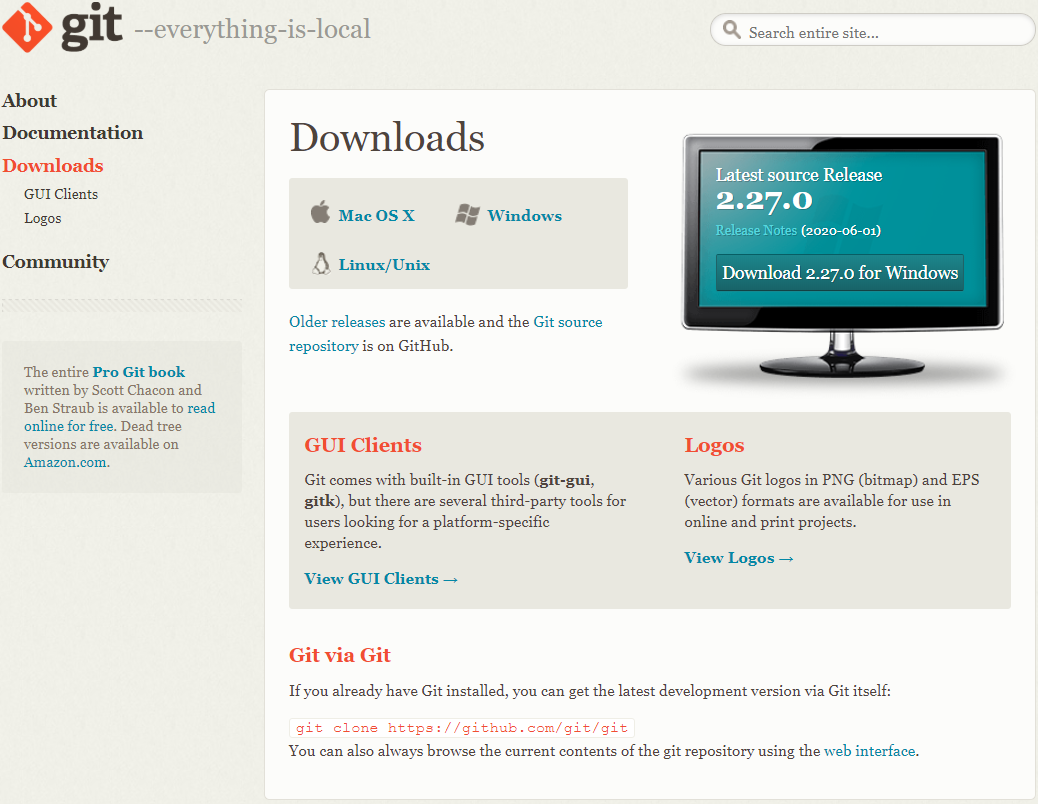 git --everything-is-local
Search entire site...
About
Documentation
Downloads
GUI Clients
Logos
Community
The entire Pro Git book
written by Scott Chacon and
Ben Straub is available to read
online for free. Dead tree
versions are available on
Amazon.com.
Downloads
Mac OS X
Windows
Linux/Unix
Older releases are available and the Git source
repository is on GitHub.
Latest source Release
2.27.0
Release Notes (2020-06-01)
Download 2.27.0 for Windows
GUI Clients
Git comes with built-in GUI tools (git-gui,
gitk), but there are several third-party tools for
users looking for a platform-specific
experience.
View GUI Clients →
Logos
Various Git logos in PNG (bitmap) and EPS
(vector) formats are available for use in
online and print projects.
View Logos →
Git via Git
If you already have Git installed, you can get the latest development version via Git itself:
git clone https://github.com/git/git
You can also always browse the current contents of the git repository using the web interface.